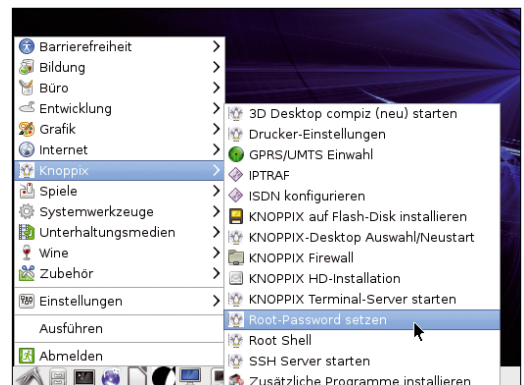 Barrierefreiheit
Bildung
Büro
Entwicklung
Grafik
Internet
Knoppix
Spiele
Systemwerkzeuge
Unterhaltungsmedien
Wine
Zubehör
Einstellungen
Ausführen
Abmelden
3D Desktop compiz (neu) starten
Drucker-Einstellungen
GPRS/UMTS Einwahl
IPTRAF
ISDN konfigurieren
KNOPPIX auf Flash-Disk installieren
KNOPPIX-Desktop Auswahl/Neustart
KNOPPIX Firewall
KNOPPIX HD-Installation
KNOPPIX Terminal-Server starten
Root-Password setzen
Root Shell
SSH Server starten
Zusätzliche Programme installieren